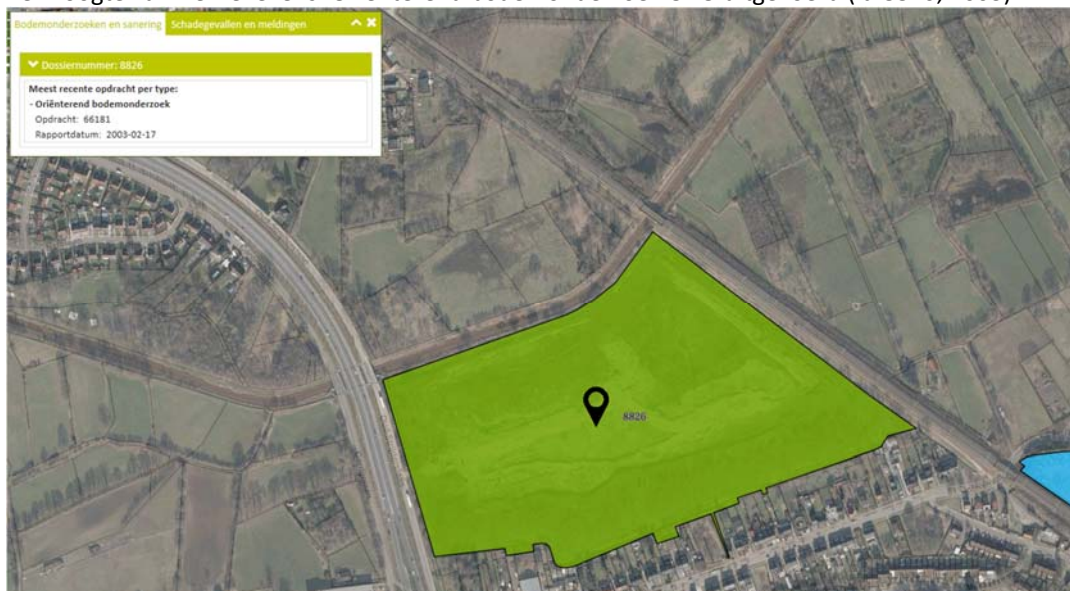 Bodemonderzoeken en sanering Schadegevallen en meldingen
Dossiernummer: 8826
Meest recente opdracht per type:
- Oriënterend bodemonderzoek
Opdracht: 66181
Rapportdatum: 2003-02-17
8826